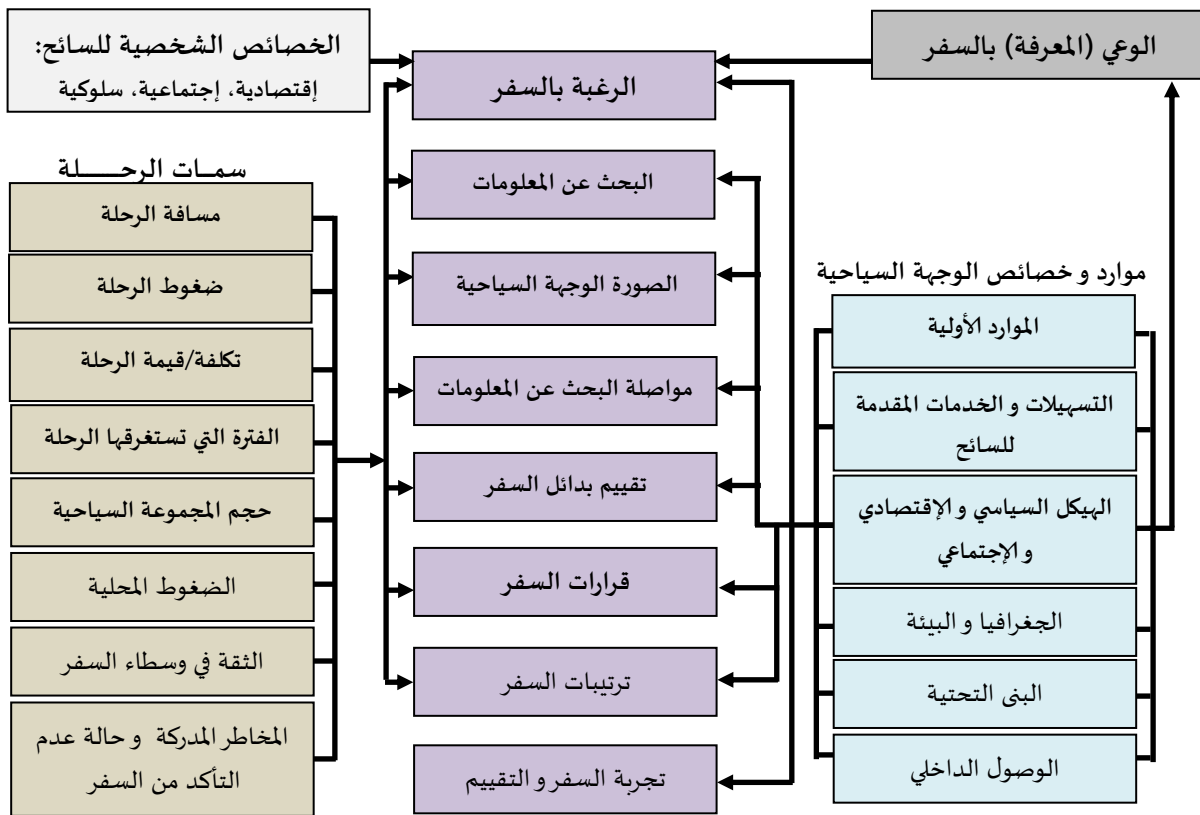 الخصائص الشخصية للسائح:
إقتصادية، إجتماعية، سلوكية
الوعي (المعرفة) بالسفر
الرغبة بالسفر
سمـات الرحـــــلة
مسافة الرحلة
ضغوط الرحلة
تكلفة/قيمة الرحلة
الفترة التي تستغرقها الرحلة
حجم المجموعة السياحية
الضغوط المحلية
الثقة في وسطاء السفر
المخاطر المدركة و حالة عدم
التأكد من السفر
البحث عن المعلومات
الصورة الوجهة السياحية
مواصلة البحث عن المعلومات
تقييم بدائل السفر
قرارات السفر
ترتيبات السفر
تجربة السفر و التقييم
موارد و خصائص الوجهة السياحية
الموارد الأولية
التسهيلات و الخدمات المقدمة
للسائح
الهيكل السياسي و الإقتصادي
و الإجتماعي
الجغرافيا و البيئة
البنى التحتية
الوصول الداخلي